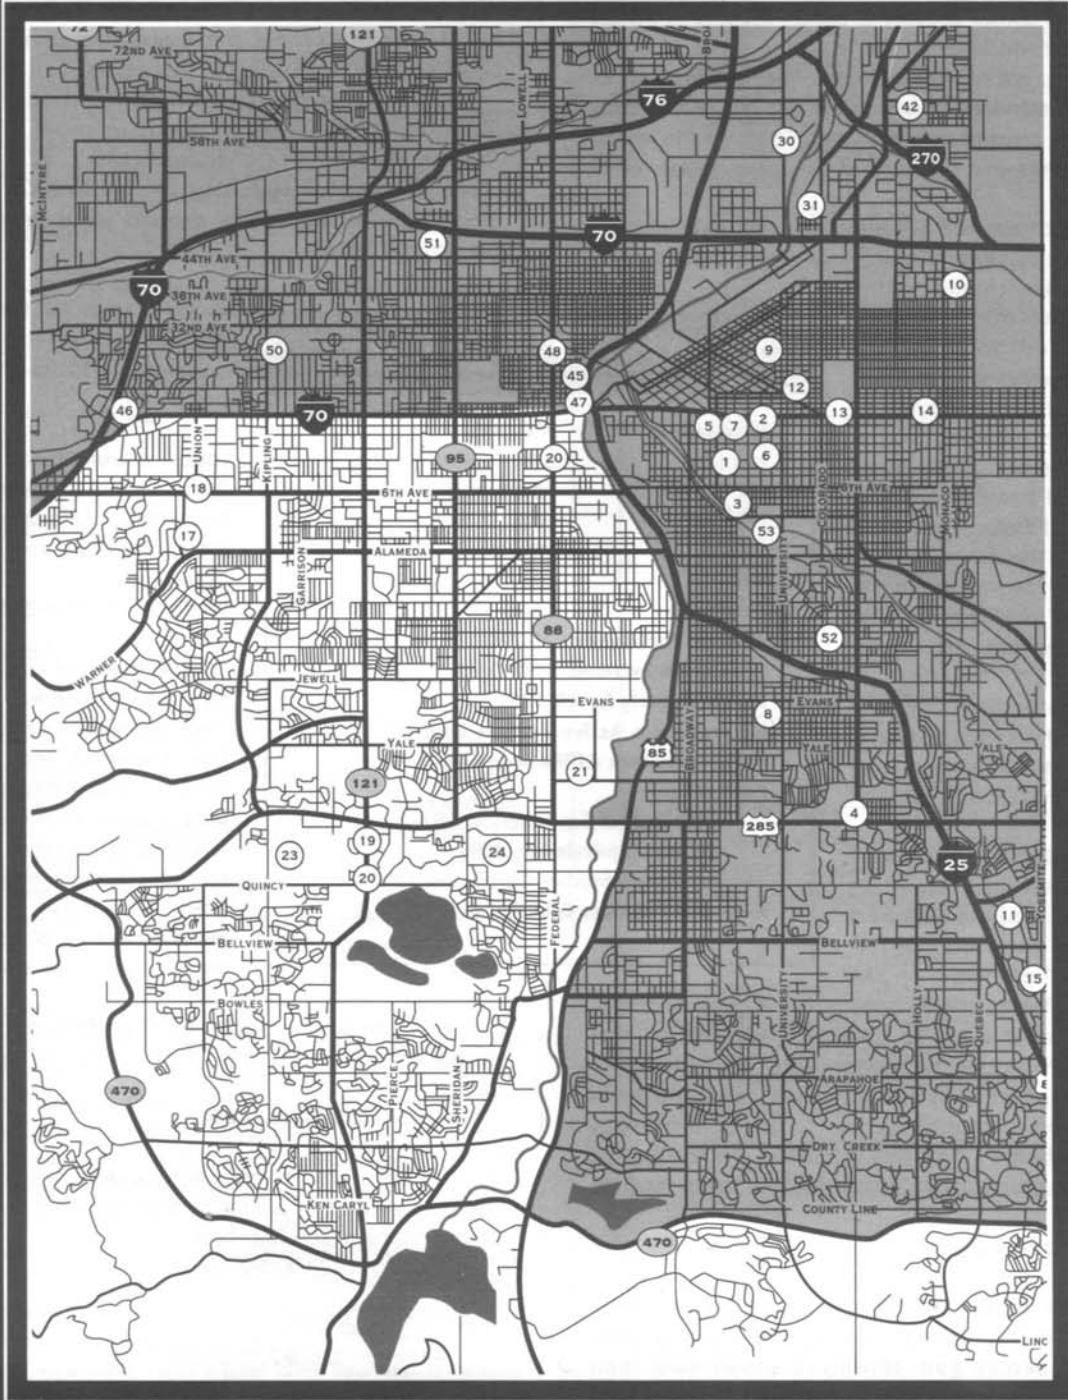 72
121
72ND AVE
LOWELL
76
42
58TH AVE
30
270
MCINTYRE
31
51
70
44TH AVE
70
38TH AVE
10
32ND AVE
50
48
9
45
12
46
47
70
5
7
2
13
14
UNION
KIPLING
95
20
1
6
18
6TH AVE
COLORADO
6TH AVE
MONACO
3
17
53
GARRISON
ALAMEDA
UNIVERSITY
88
52
WARNER
JEWELL
EVANS
EVANS
8
BROADWAY
YALE
85
YALE
YALE
121
21
4
285
19
23
24
25
20
QUINCY
FEDERAL
11
YOSEMITE
BELLVIEW
BELLVIEW
15
BOWLES
UNIVERSITY
HOLLY
QUEBEC
470
PIERCE
SHERIDAN
ARAPAHOE
DRY CREEK
KEN CARYL
COUNTY LINE
470
LINC